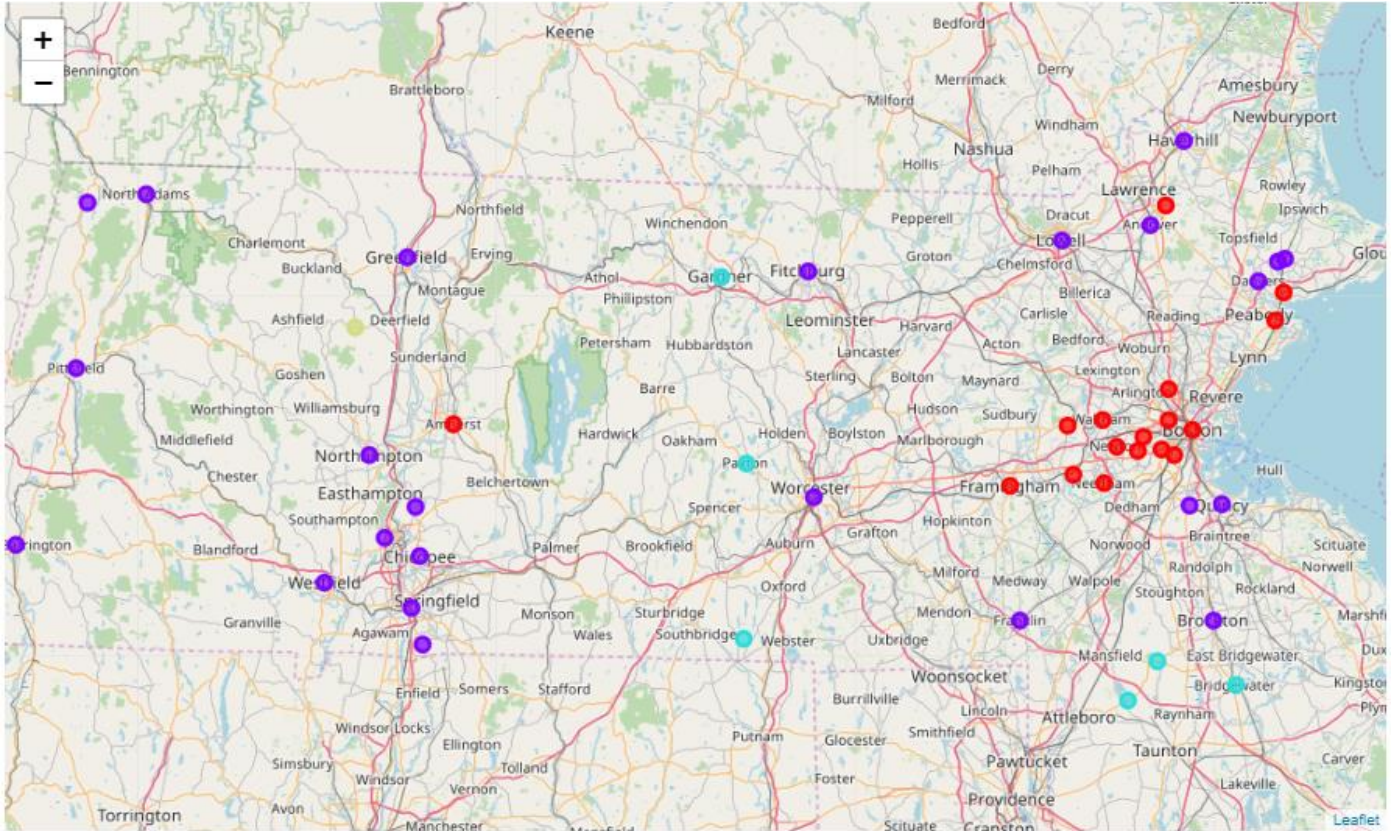 +
−
Bennington
Keene
Bedford
Brattleboro
Merrimack
Derry
Amesbury
Milford
Windham
Newburyport
Nashua
Hollis
Pelham
Lawrence
Rowley
Northfield
Winchendon
Pepperell
Dracut
Ipswich
Charlemont
Topsfield
Buckland
Erving
Athol
Groton
Chelmsford
Montague
Phillipston
Billerica
Ashfield
Deerfield
Leominster
Harvard
Carlisle
Reading
Petersham
Hubbardston
Acton
Bedford
Woburn
Sunderland
Lancaster
Lynn
Goshen
Sterling
Bolton
Maynard
Lexington
Barre
Revere
Worthington
Williamsburg
Hudson
Sudbury
Middlefield
Hardwick
Oakham
Holden
Boylston
Marlborough
Chester
Hull
Belchertown
Worcester
Easthampton
Spencer
Dedham
Southampton
Hopkinton
Grafton
Blandford
Palmer
Brookfield
Auburn
Norwood
Braintree
Scituate
Randolph
Norwell
Milford
Medway
Walpole
Oxford
Stoughton
Rockland
Springfield
Monson
Sturbridge
Mendon
Granville
Agawam
Wales
Southbridge
Webster
Uxbridge
Mansfield
East Bridgewater
Woonsocket
Enfield
Somers
Stafford
Burrillville
Lincoln
Attleboro
Raynham
Windsor Locks
Putnam
Glocester
Smithfield
Ellington
Taunton
Simsbury
Tolland
Pawtucket
Carver
Windsor
Vernon
Foster
Lakeville
Avon
Providence
Torrington
Manchester
Scituate
Cranston
Leaflet